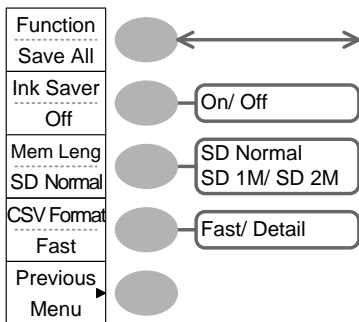 Function
Save All
Ink Saver
Off
On/ Off
Mem Leng
SD Normal
SD Normal
SD 1M/ SD 2M
CSV Format
Fast
Fast/ Detail
Previous
Menu